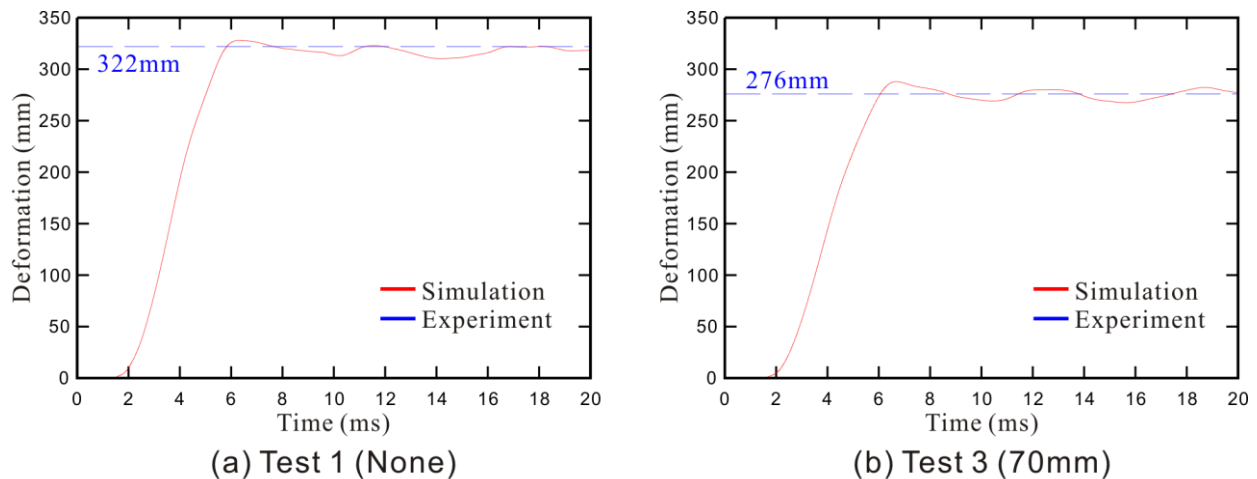 350
300
250
200
150
100
50
0
Deformation (mm)
322mm
Simulation
Experiment
0 2 4 6 8 10 12 14 16 18 20
Time (ms)
(a) Test 1 (None)
350
300
250
200
150
100
50
0
Deformation (mm)
276mm
Simulation
Experiment
0 2 4 6 8 10 12 14 16 18 20
Time (ms)
(b) Test 3 (70mm)